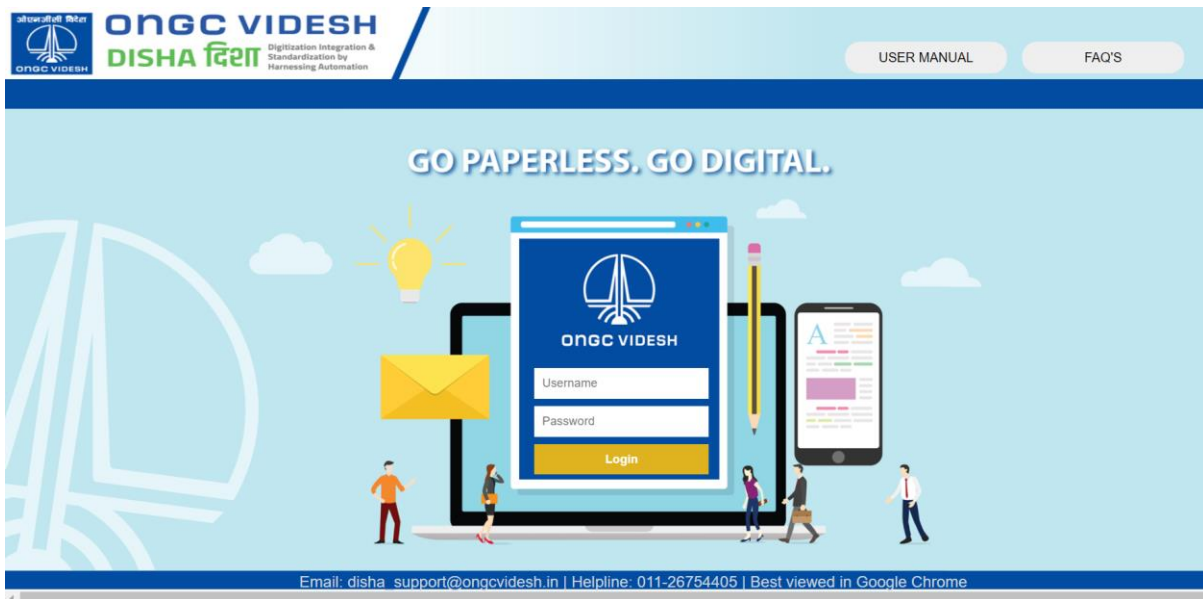 ओएनजीसी विदेश
ONGC VIDESH
ONGC VIDESH
DISHA दिशा
Digitization Integration &
Standardization by
Harnessing Automation
USER MANUAL
FAQ'S
GO PAPERLESS. GO DIGITAL.
ONGC VIDESH
A
Username
Password
Login
Email: disha_support@ongcvidesh.in | Helpline: 011-26754405 | Best viewed in Google Chrome